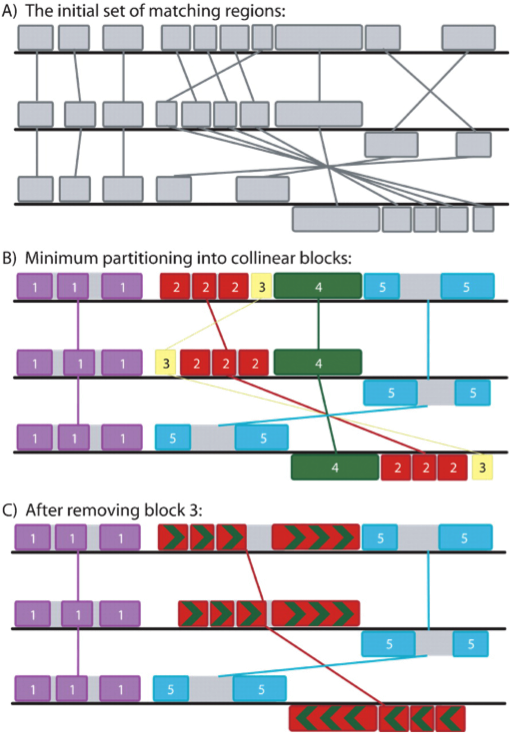 A) The initial set of matching regions:
B) Minimum partitioning into collinear blocks:
1 1 1 2 2 2 3 4 5 5
1 1 1 3 2 2 2 4
5 5
1 1 1 5 5
4 2 2 2 3
C) After removing block 3:
1 1 1 5 5
1 1 1
5 5
1 1 1 5 5